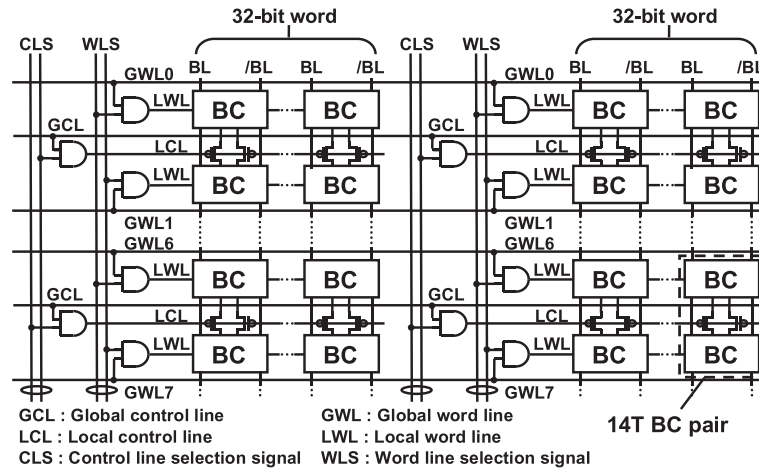 32-bit word 32-bit word
CLS WLS BL /BL BL /BL CLS WLS BL /BL BL /BL
GWL0 GWL0
LWL BC BC LWL BC BC
GCL GCL
LCL LCL
LWL BC BC LWL BC BC
GWL1 GWL1
GWL6 GWL6
LWL BC BC LWL BC BC
GCL GCL
LCL LCL
LWL BC BC LWL BC BC
GWL7 GWL7
GCL : Global control line GWL : Global word line
14T BC pair
LCL : Local control line LWL : Local word line
CLS : Control line selection signal WLS : Word line selection signal